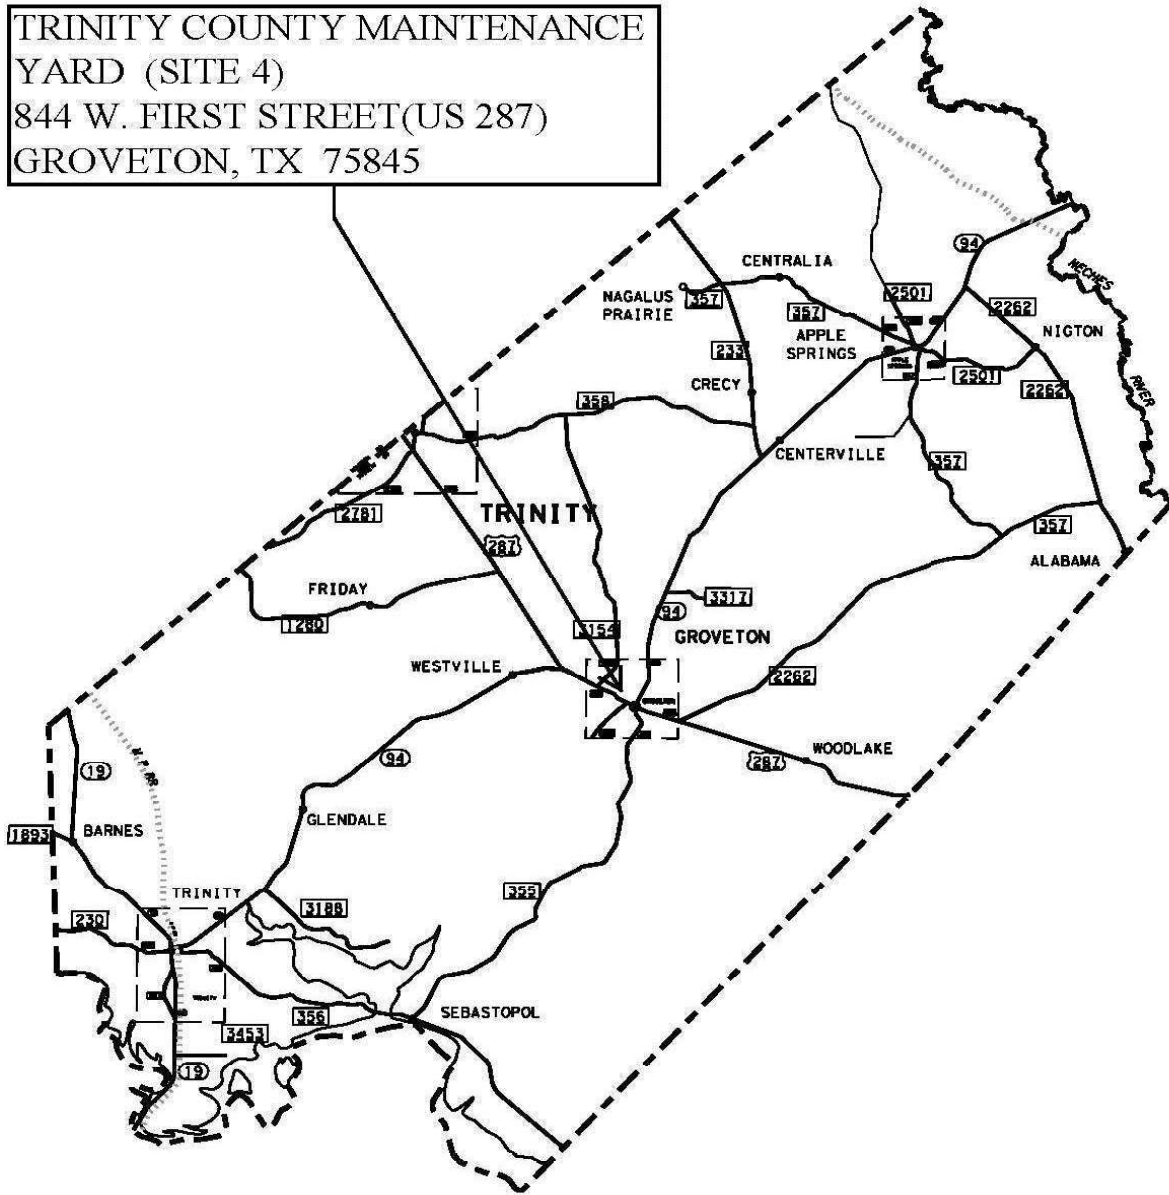 TRINITY COUNTY MAINTENANCE
YARD (SITE 4)
844 W. FIRST STREET(US 287)
GROVETON, TX 75845
94
NECHES
CENTRALIA
2501
NAGALUS
PRAIRIE
357
357
2262
APPLE
SPRINGS
NIGTON
233
2501
CRECY
2262
RIVER
358
CENTERVILLE
357
2781
TRINITY
357
287
ALABAMA
FRIDAY
3317
94
1280
3154
GROVETON
WESTVILLE
2262
94
WOODLAKE
287
19
M.P. RR
GLENDALE
1893
BARNES
TRINITY
355
3188
230
TRINITY
356
SEBASTOPOL
3453
19